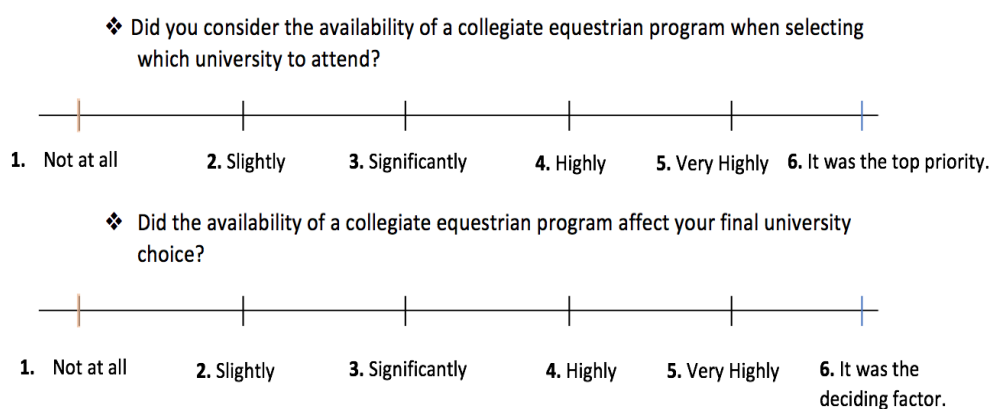 ❖ Did you consider the availability of a collegiate equestrian program when selecting
which university to attend?
1. Not at all 2. Slightly 3. Significantly 4. Highly 5. Very Highly 6. It was the top priority.
❖ Did the availability of a collegiate equestrian program affect your final university
choice?
1. Not at all 2. Slightly 3. Significantly 4. Highly 5. Very Highly 6. It was the
deciding factor.